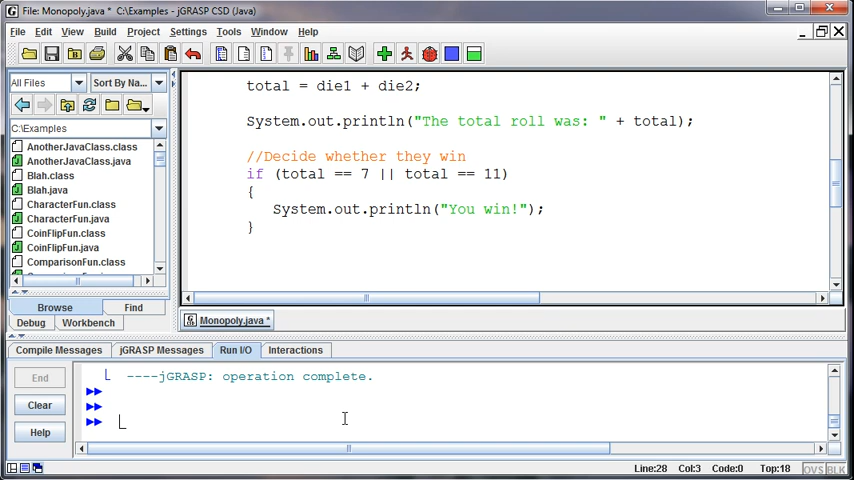 File: Monopoly.java *  C:\Examples - jGRASP CSD (Java)
File Edit View Build Project Settings Tools Window Help
All Files Sort By Na...
C:\Examples
AnotherJavaClass.class
AnotherJavaClass.java
Blah.class
Blah.java
CharacterFun.class
CharacterFun.java
CoinFlipFun.class
CoinFlipFun.java
ComparisonFun.class
Browse Find
Debug Workbench
total = die1 + die2;
System.out.println("The total roll was: " + total);
//Decide whether they win
if (total == 7 || total == 11)
{
System.out.println("You win!");
}
Monopoly.java *
Compile Messages jGRASP Messages Run I/O Interactions
End
Clear
Help
----jGRASP: operation complete.
Line:28 Col:3 Code:0 Top:18 OVS BLK